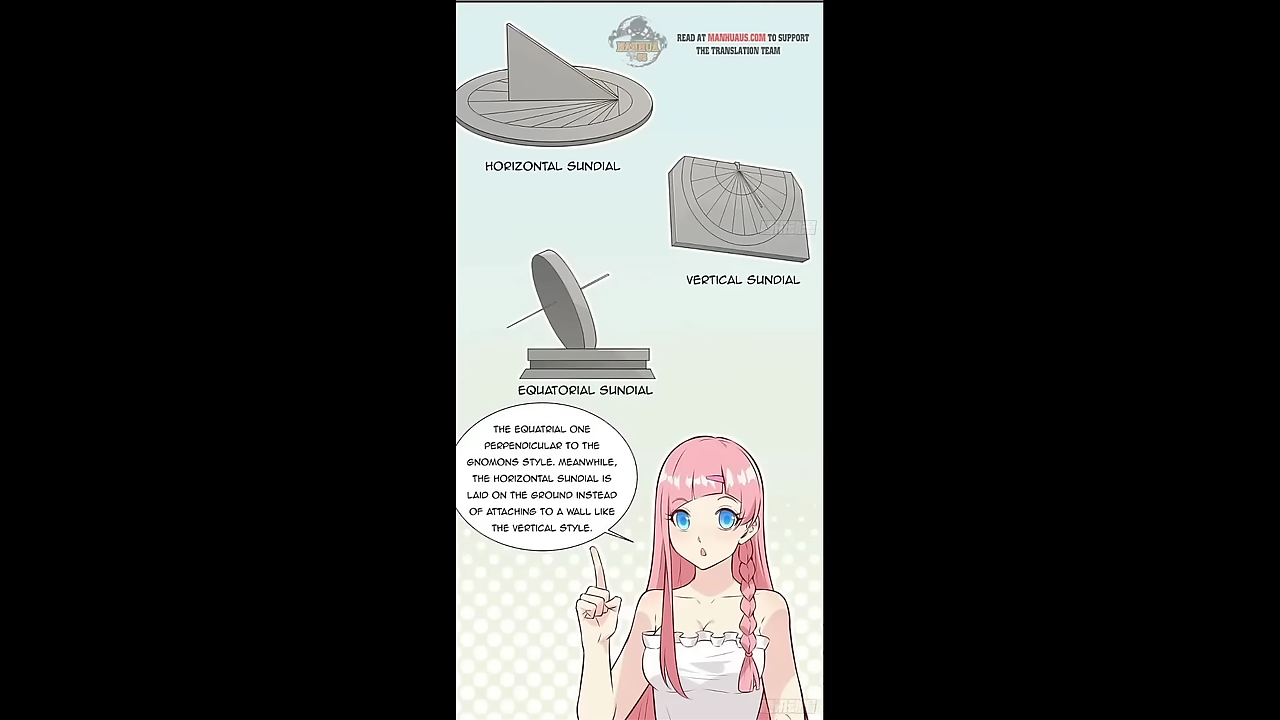 READ AT MANHUAUS.COM TO SUPPORT
THE TRANSLATION TEAM
MANHUA
US
HORIZONTAL SUNDIAL
VERTICAL SUNDIAL
EQUATORIAL SUNDIAL
THE EQUATRIAL ONE
PERPENDICULAR TO THE
GNOMONS STYLE. MEANWHILE,
THE HORIZONTAL SUNDIAL IS
LAID ON THE GROUND INSTEAD
OF ATTACHING TO A WALL LIKE
THE VERTICAL STYLE.